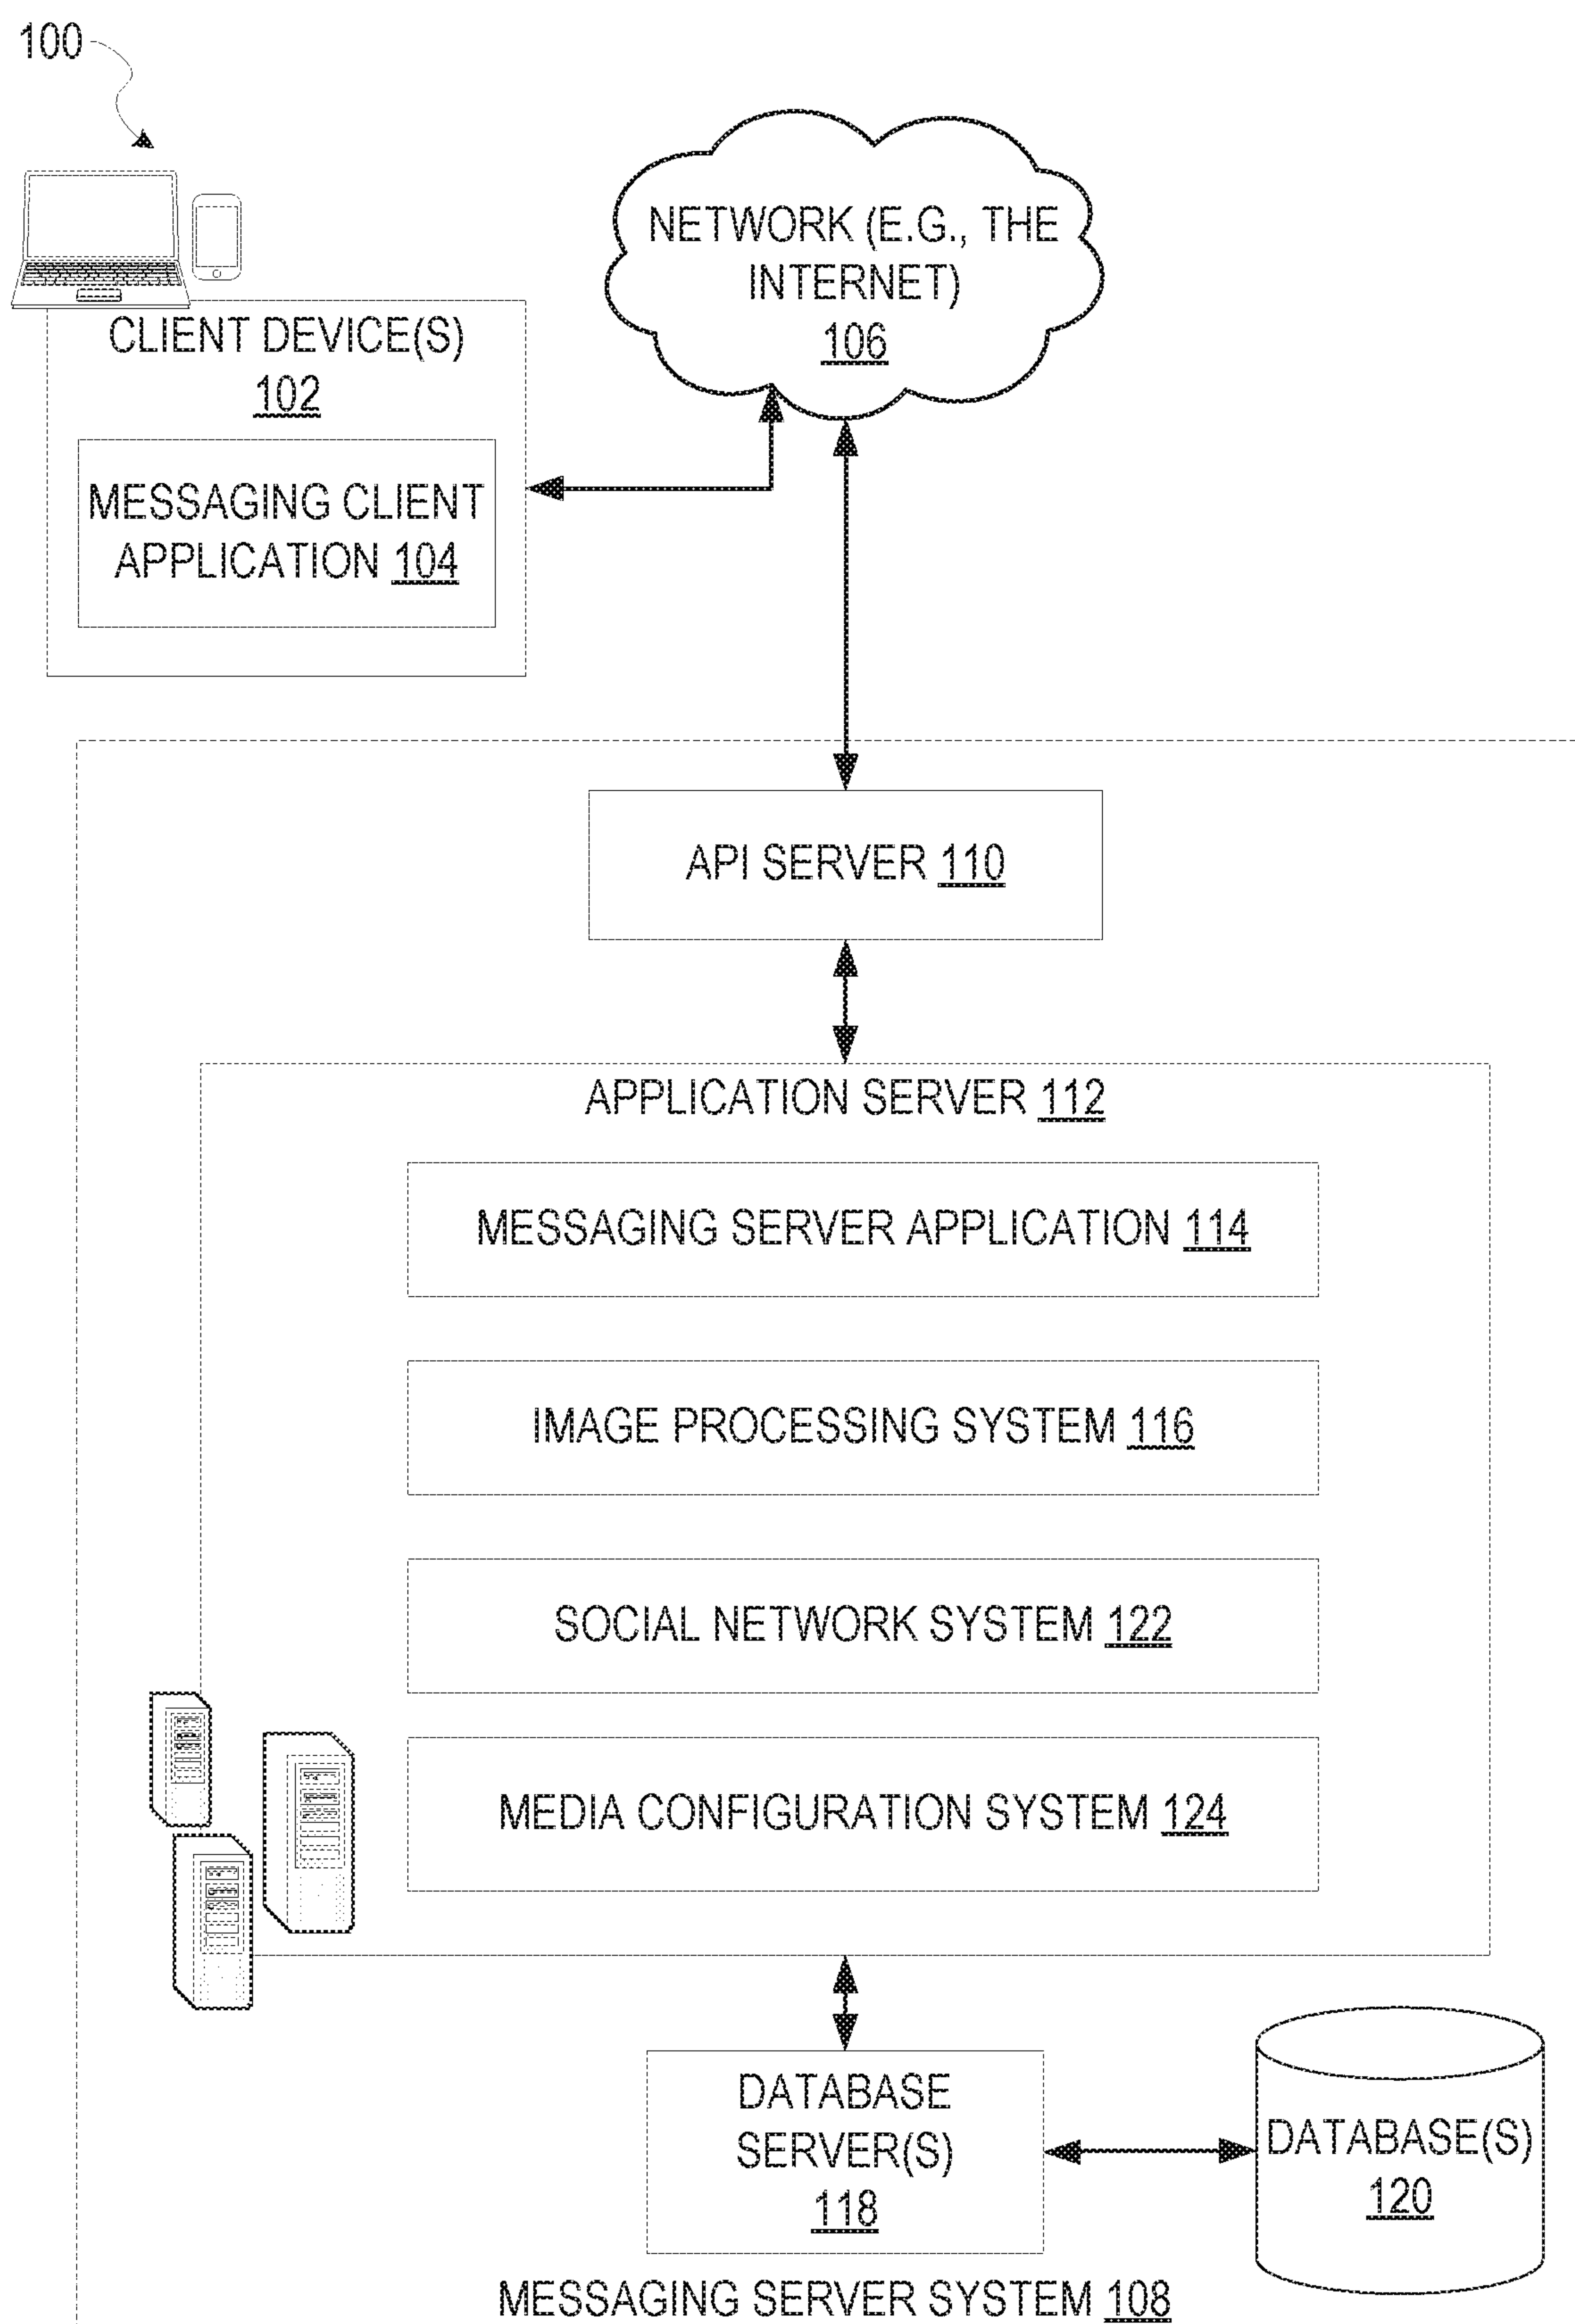 100
NETWORK (E.G., THE
INTERNET)
106
CLIENT DEVICE(S)
102
MESSAGING CLIENT
APPLICATION 104
API SERVER 110
APPLICATION SERVER 112
MESSAGING SERVER APPLICATION 114
IMAGE PROCESSING SYSTEM 116
SOCIAL NETWORK SYSTEM 122
MEDIA CONFIGURATION SYSTEM 124
DATABASE
SERVER(S)
118
DATABASE(S)
120
MESSAGING SERVER SYSTEM 108